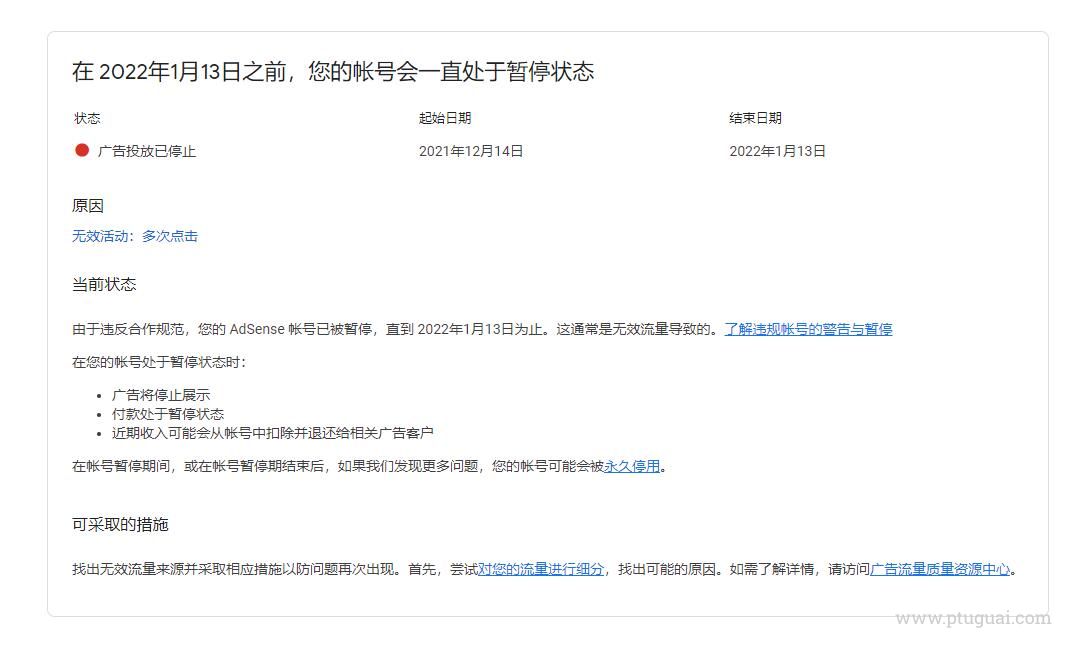 在 2022年1月13日之前，您的帐号会一直处于暂停状态
状态 起始日期 结束日期
广告投放已停止 2021年12月14日 2022年1月13日
原因
无效活动：多次点击
当前状态
由于违反合作规范，您的 AdSense 帐号已被暂停，直到 2022年1月13日为止。这通常是无效流量导致的。了解违规帐号的警告与暂停
在您的帐号处于暂停状态时：
• 广告将停止展示
• 付款处于暂停状态
• 近期收入可能会从帐号中扣除并退还给相关广告客户
在帐号暂停期间，或在帐号暂停期结束后，如果我们发现更多问题，您的帐号可能会被永久停用。
可采取的措施
找出无效流量来源并采取相应措施以防问题再次出现。首先，尝试对您的流量进行细分，找出可能的原因。如需了解详情，请访问广告流量质量资源中心。
www.ptuguai.com